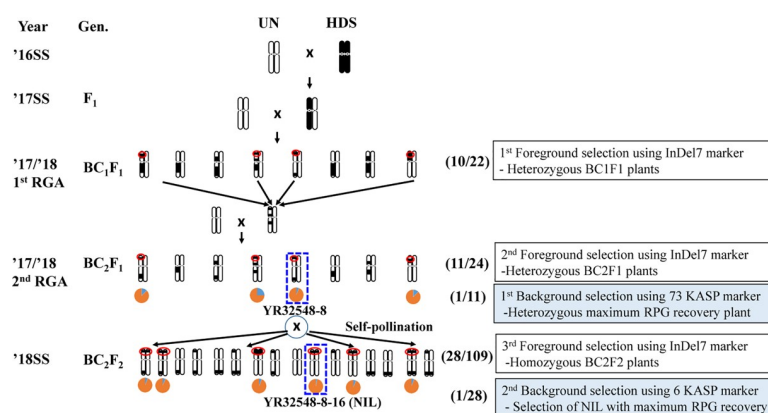 Year Gen. UN HDS
'16SS X
'17SS F1
X
'17/'18
1st RGA
BC1F1
(10/22)
1st Foreground selection using InDel7 marker
- Heterozygous BC1F1 plants
X
'17/'18
2nd RGA
BC2F1
(11/24)
2nd Foreground selection using InDel7 marker
-Heterozygous BC2F1 plants
(1/11)
1st Background selection using 73 KASP marker
-Heterozygous maximum RPG recovery plant
YR32548-8
X Self-pollination
'18SS BC2F2
(28/109)
3rd Foreground selection using InDel7 marker
-Homozygous BC2F2 plants
YR32548-8-16 (NIL)
(1/28)
2nd Background selection using 6 KASP marker
- Selection of NIL with maximum RPG recovery